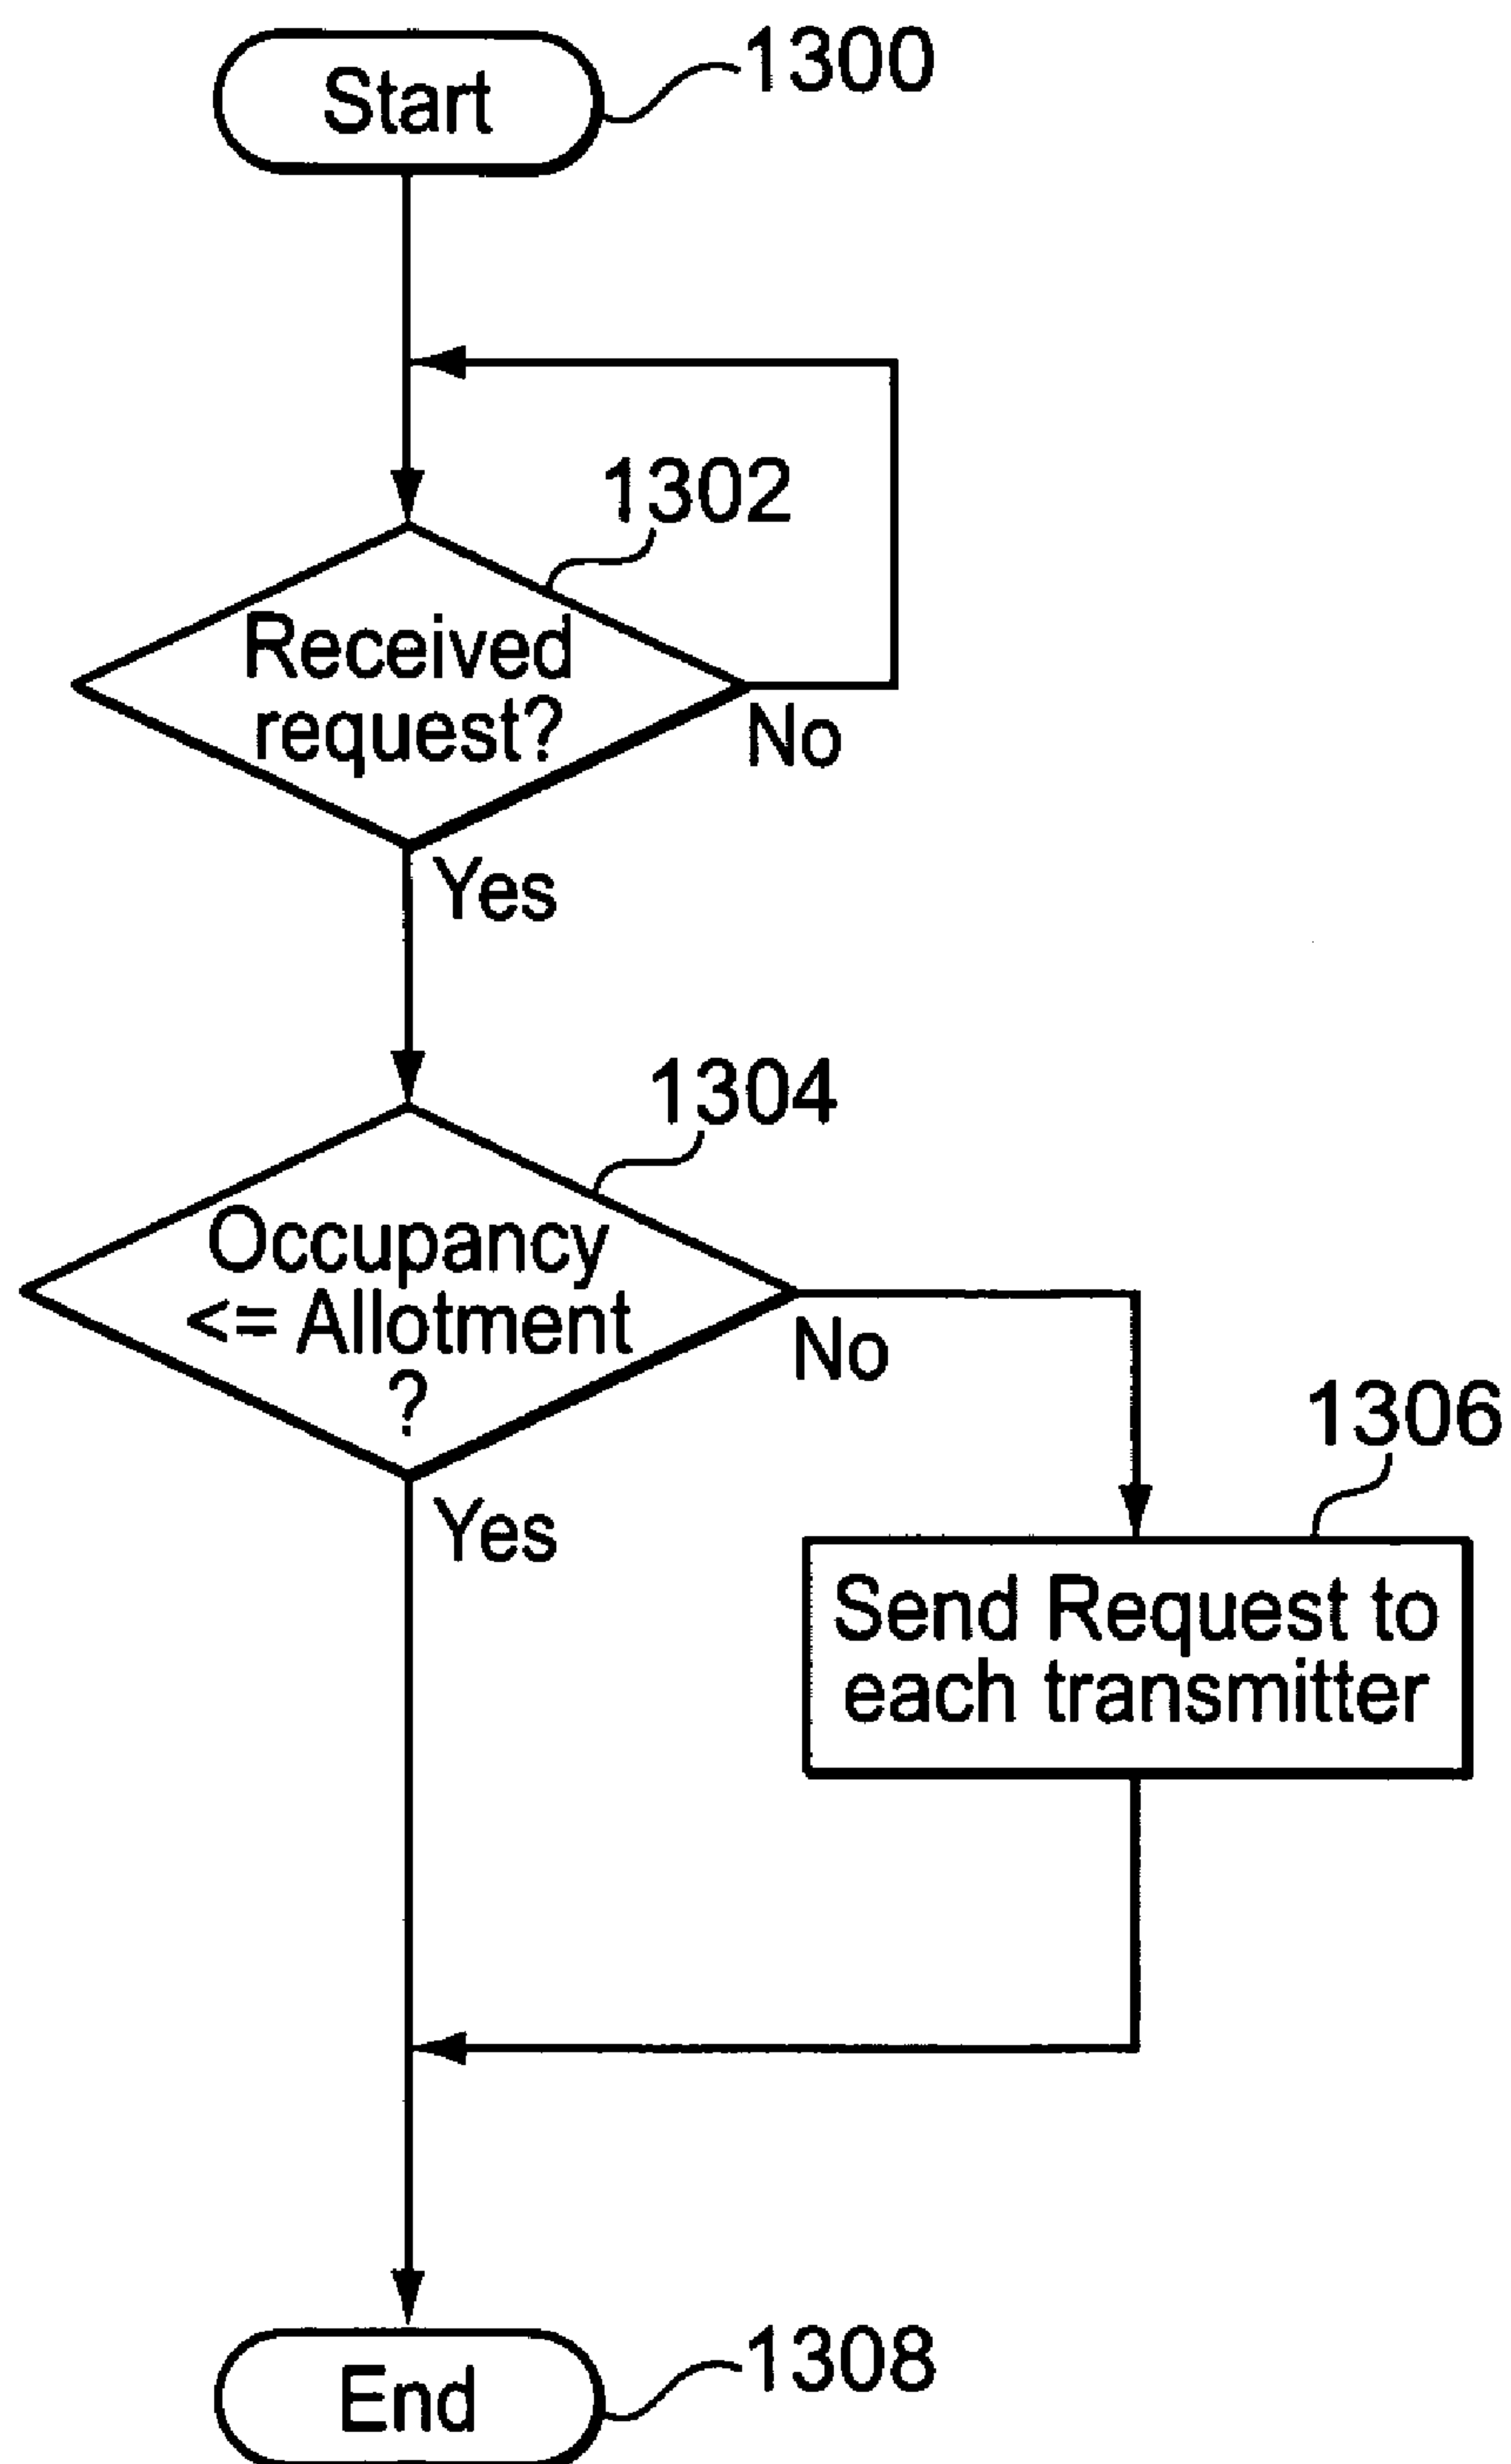 Start
1300
1302
Received
request?
No
Yes
1304
Occupancy
<= Allotment
?
No
Yes
1306
Send Request to
each transmitter
End
1308